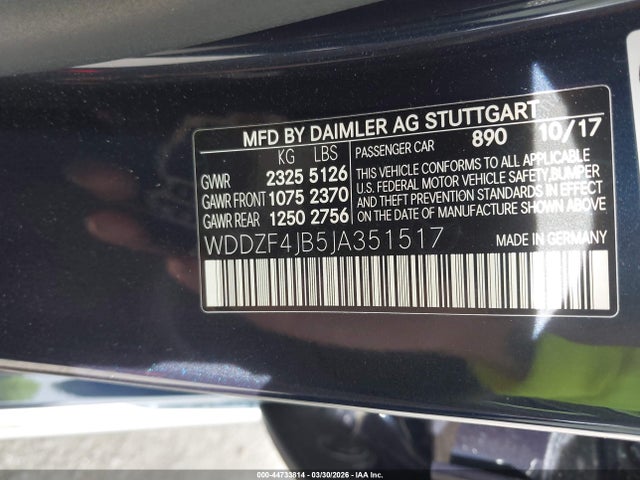 MFD BY DAIMLER AG STUTTGART
KG LBS
GVWR 2325 5126
GAWR FRONT 1075 2370
GAWR REAR 1250 2756
PASSENGER CAR 890 10/17
THIS VEHICLE CONFORMS TO ALL APPLICABLE
U.S. FEDERAL MOTOR VEHICLE SAFETY, BUMPER
AND THEFT PREVENTION STANDARDS IN EFFECT
ON THE DATE OF MANUFACTURE SHOWN ABOVE.
WDDZF4JB5JA351517
MADE IN GERMANY
000-44733814 | 03/30/2026 | IAA Inc.